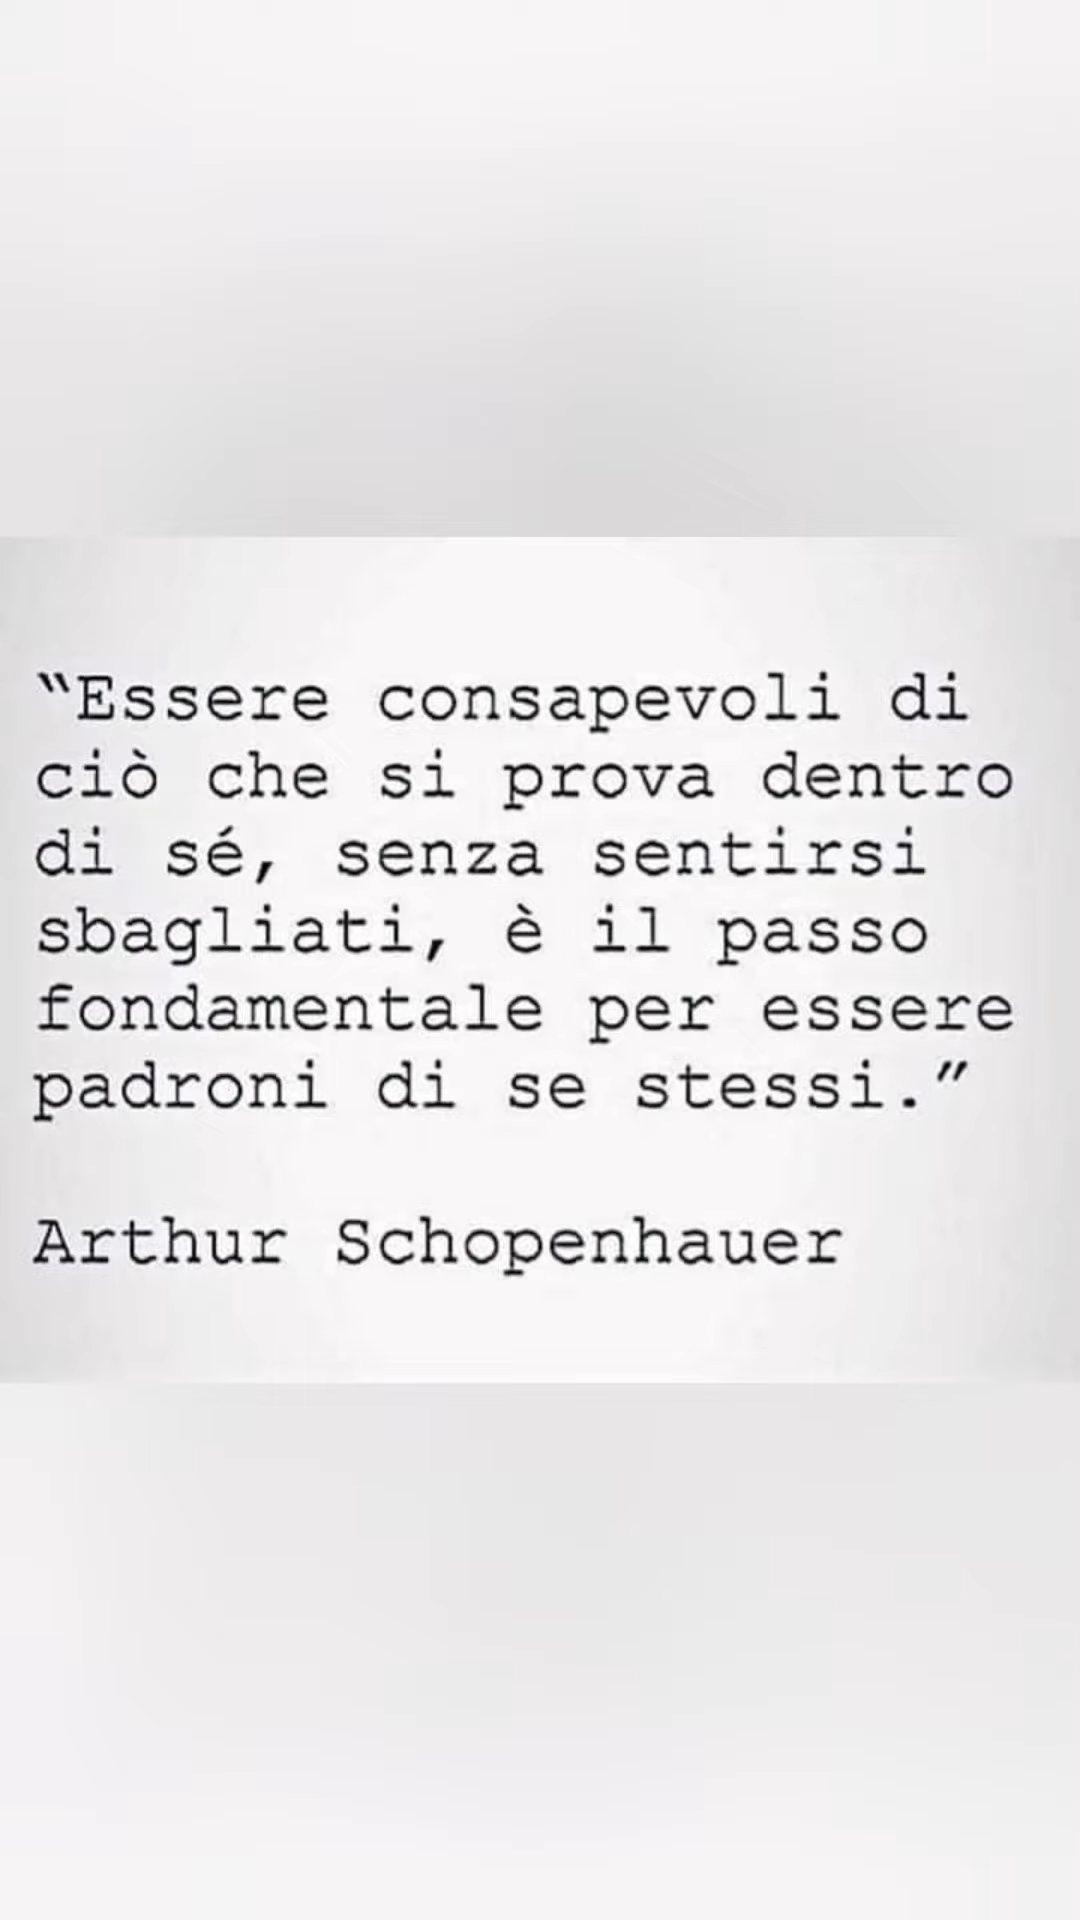 “Essere consapevoli di
ciò che si prova dentro
di sé, senza sentirsi
sbagliati, è il passo
fondamentale per essere
padroni di se stessi.”
Arthur Schopenhauer